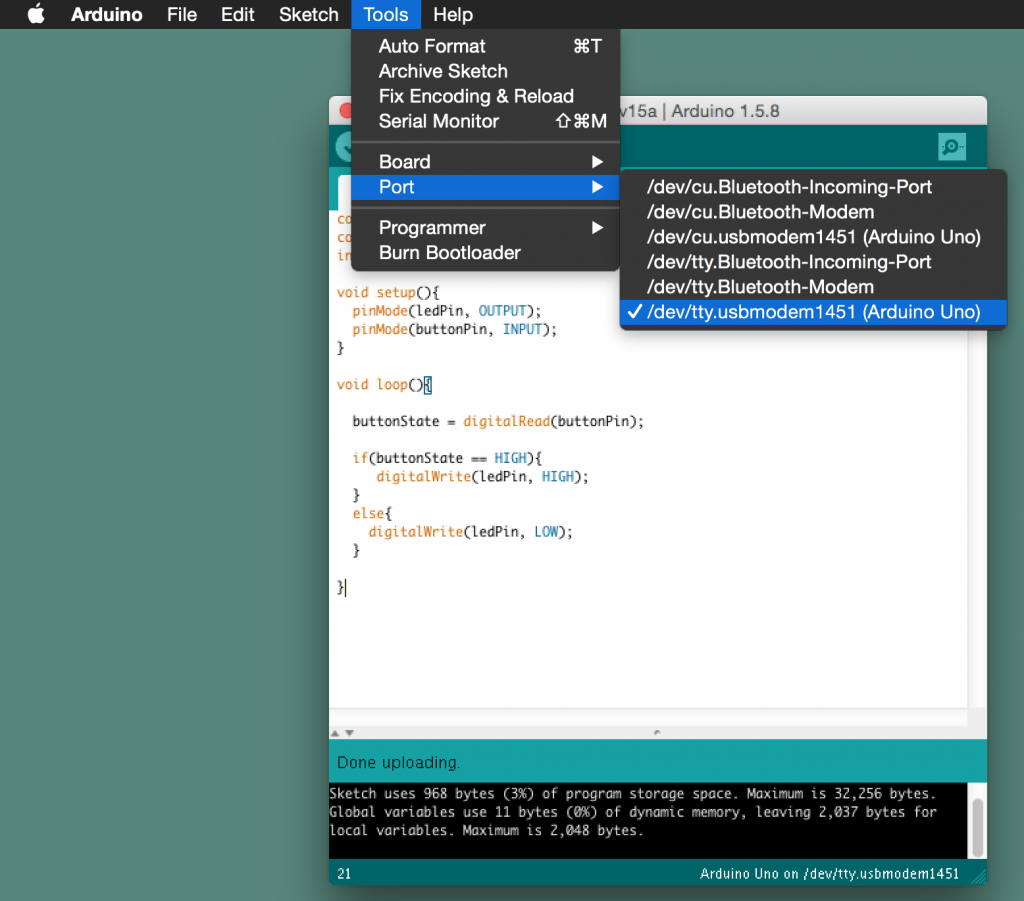 Arduino File Edit Sketch Tools Help
Auto Format ⌘T
Archive Sketch
Fix Encoding & Reload
Serial Monitor ⇧⌘M
Board ▶
Port ▶
Programmer ▶
Burn Bootloader
/dev/cu.Bluetooth-Incoming-Port
/dev/cu.Bluetooth-Modem
/dev/cu.usbmodem1451 (Arduino Uno)
/dev/tty.Bluetooth-Incoming-Port
/dev/tty.Bluetooth-Modem
✓ /dev/tty.usbmodem1451 (Arduino Uno)
v15a | Arduino 1.5.8
co
co
in
void setup(){
pinMode(ledPin, OUTPUT);
pinMode(buttonPin, INPUT);
}
void loop(){
buttonState = digitalRead(buttonPin);
if(buttonState == HIGH){
digitalWrite(ledPin, HIGH);
}
else{
digitalWrite(ledPin, LOW);
}
}
Done uploading.
Sketch uses 968 bytes (3%) of program storage space. Maximum is 32,256 bytes.
Global variables use 11 bytes (0%) of dynamic memory, leaving 2,037 bytes for
local variables. Maximum is 2,048 bytes.
21 Arduino Uno on /dev/tty.usbmodem1451